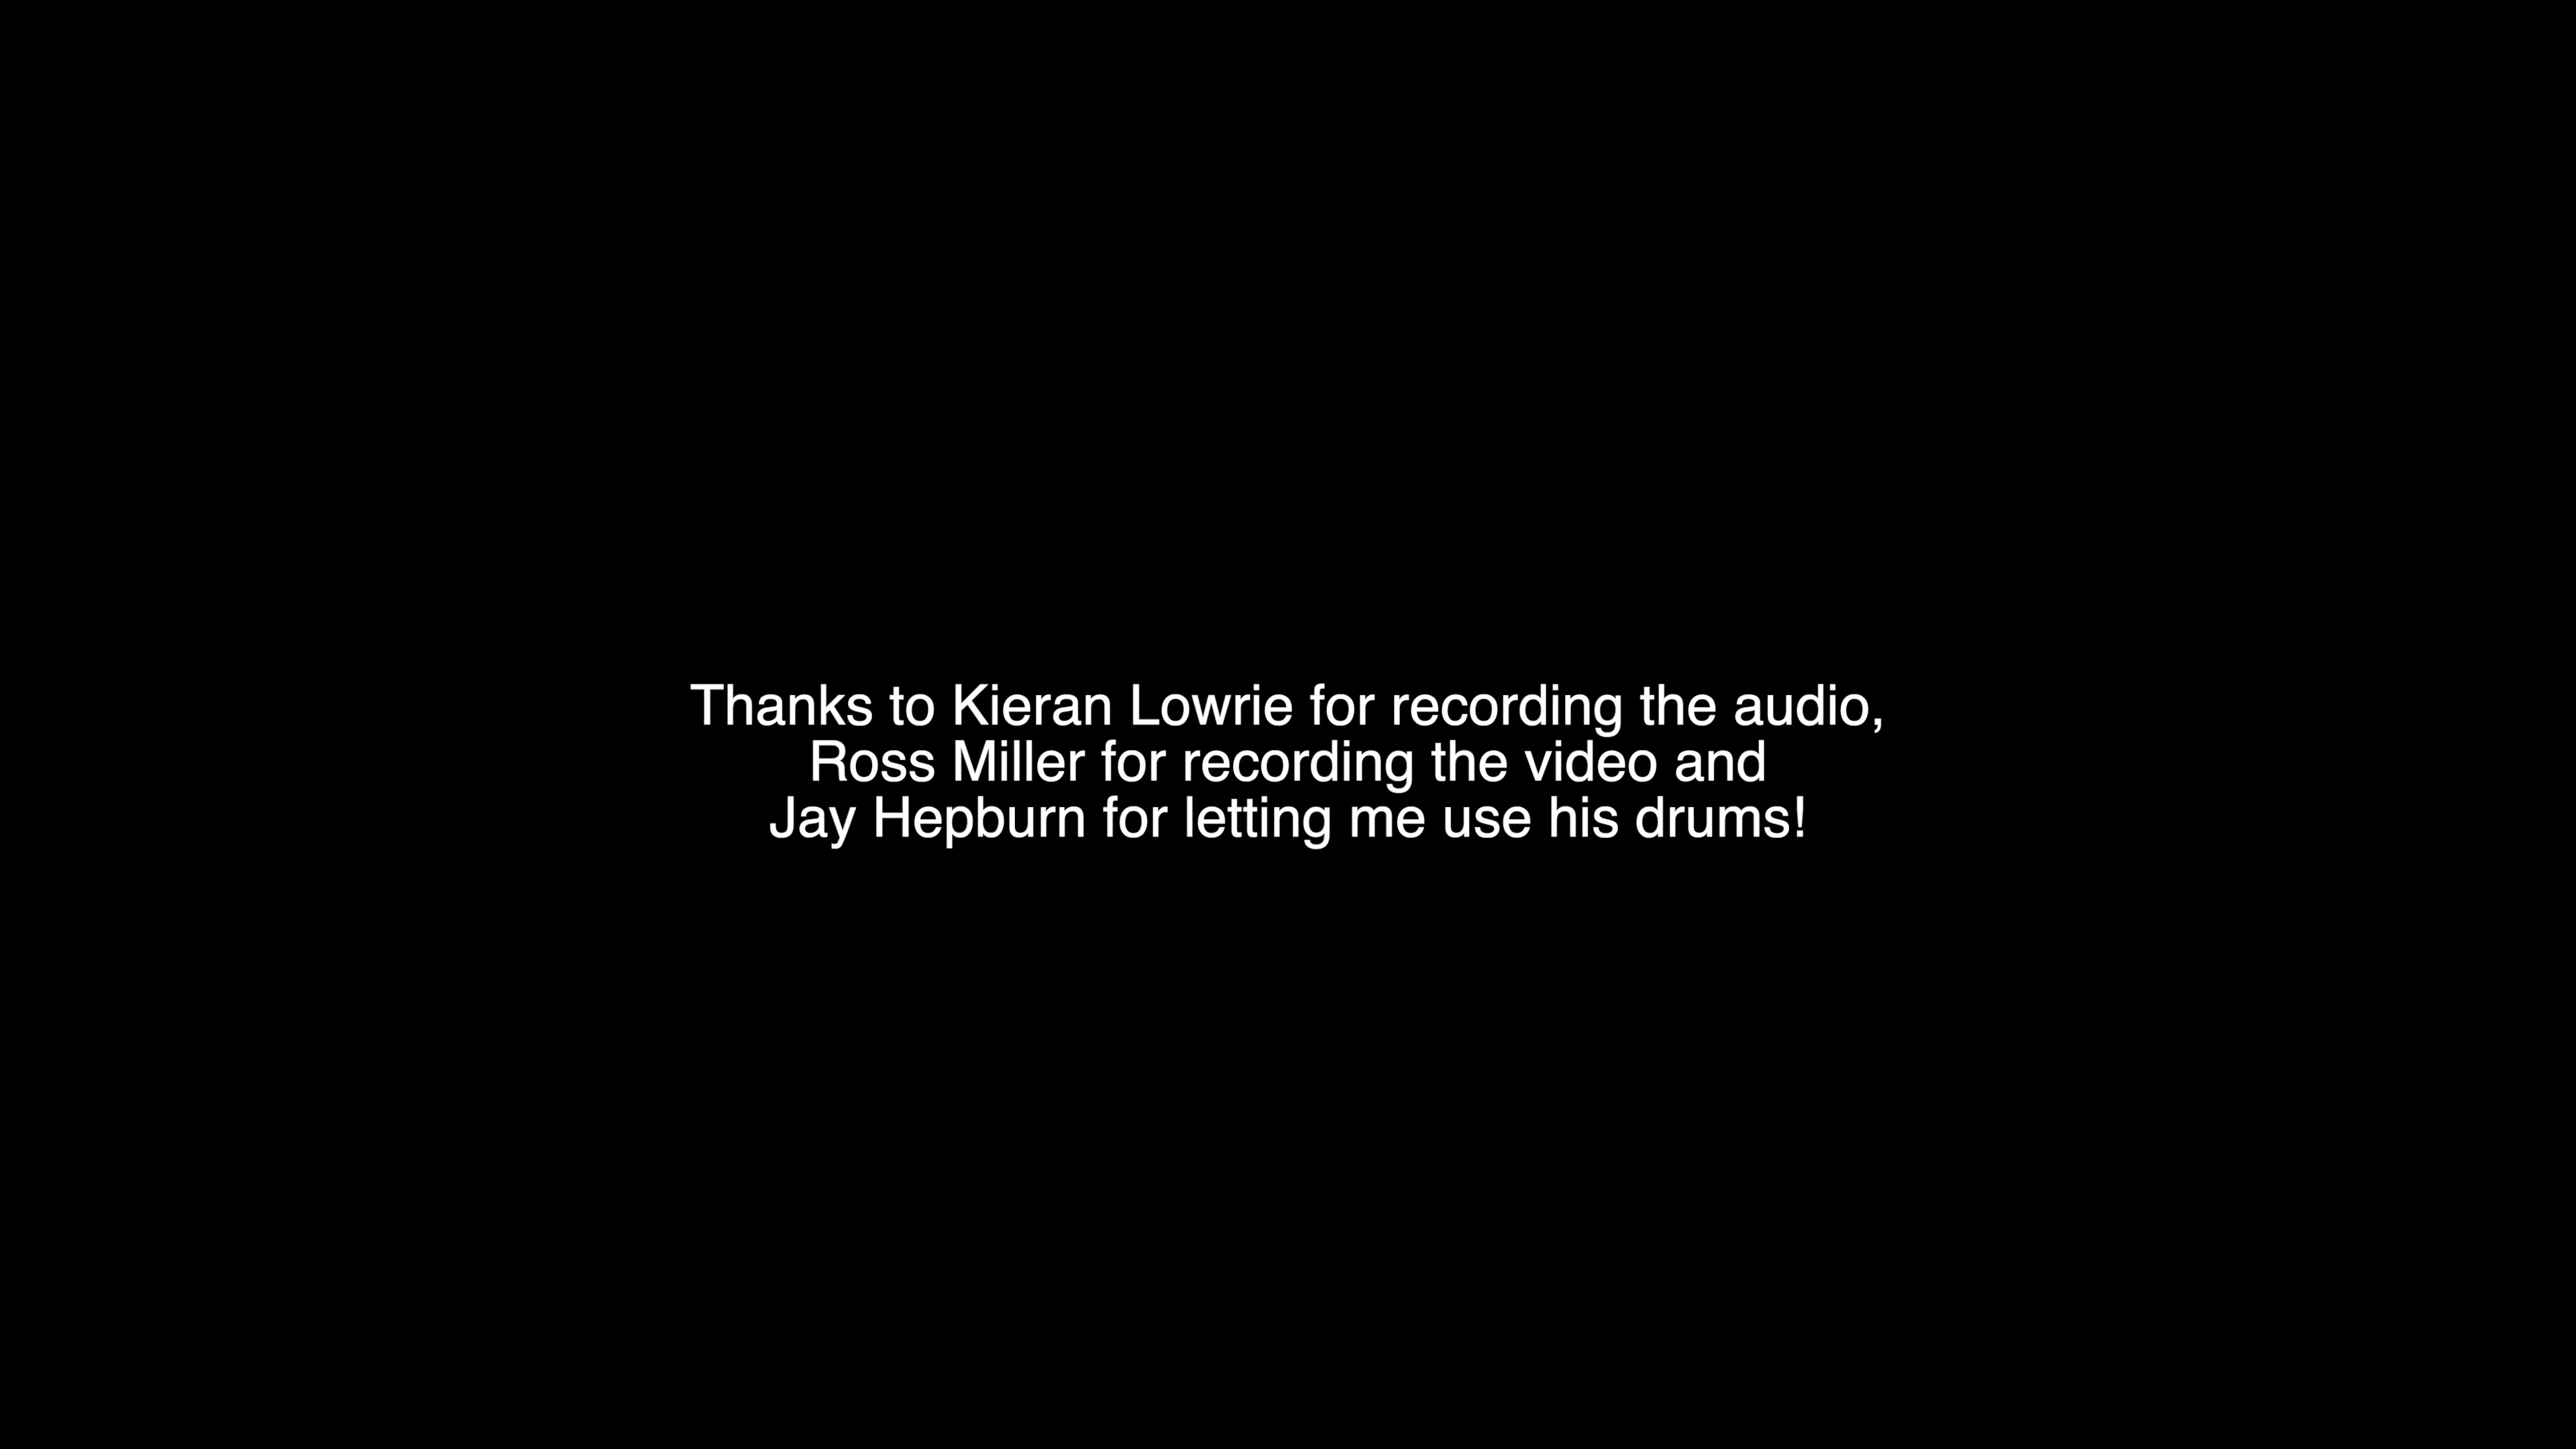 Thanks to Kieran Lowrie for recording the audio,
Ross Miller for recording the video and
Jay Hepburn for letting me use his drums!